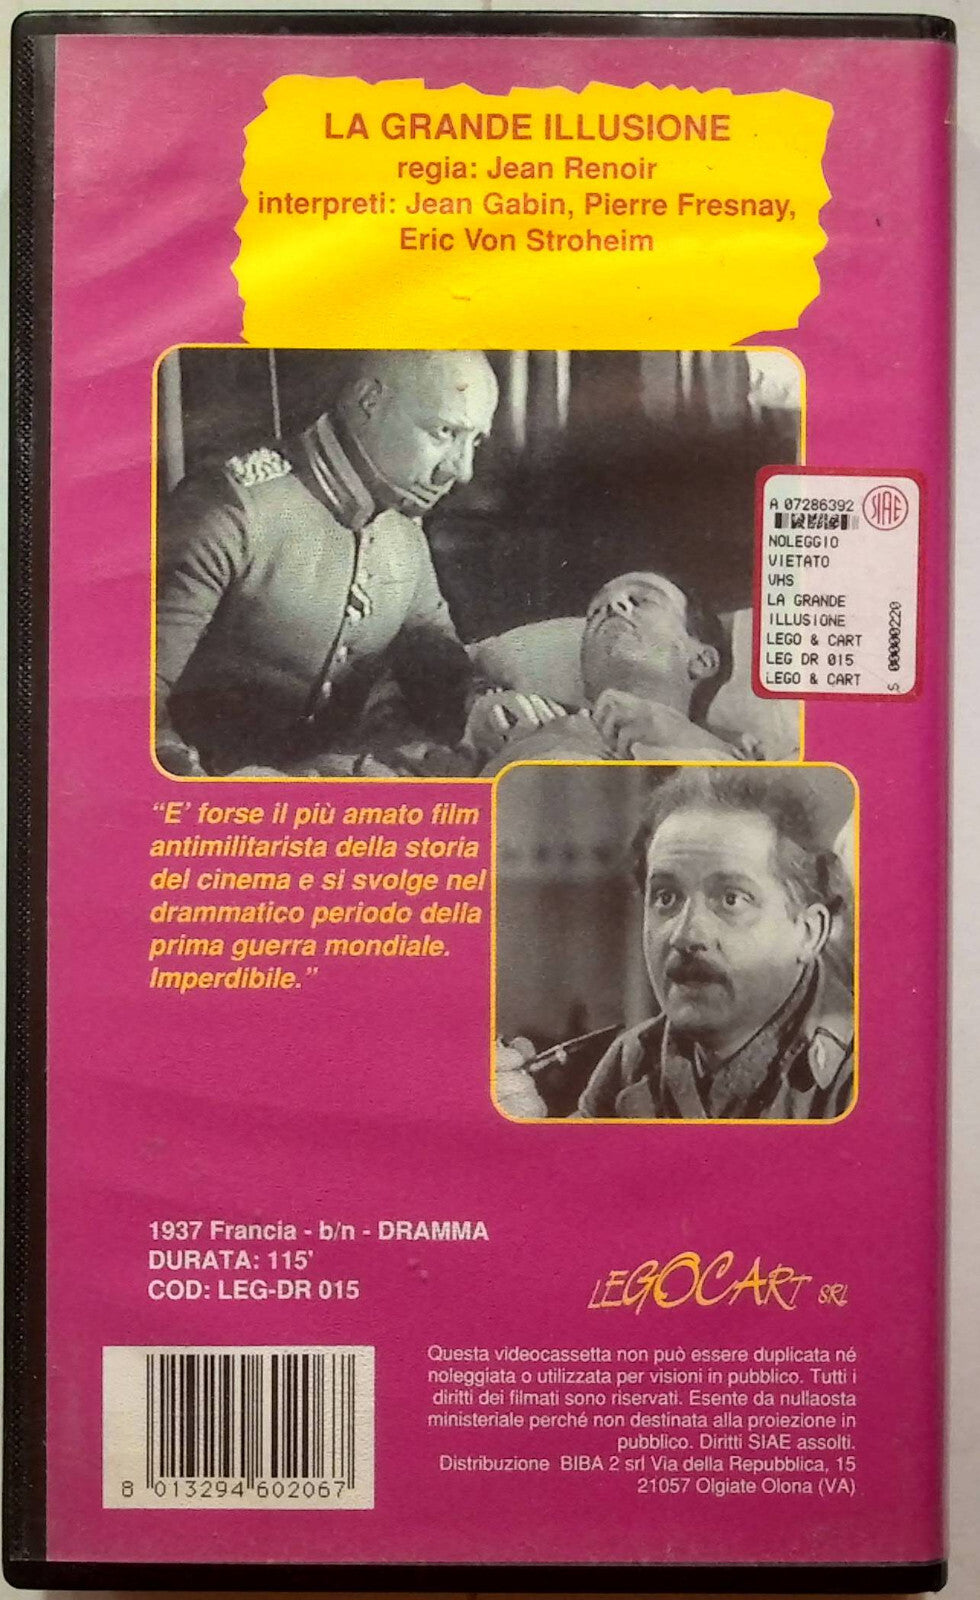 LA GRANDE ILLUSIONE
regia: Jean Renoir
interpreti: Jean Gabin, Pierre Fresnay,
Eric Von Stroheim
A 07286392
SIAE
NOLEGGIO
VIETATO
VHS
LA GRANDE
ILLUSIONE
LEGO & CART
LEG DR 015
LEGO & CART
S 00000220
"E' forse il più amato film
antimilitarista della storia
del cinema e si svolge nel
drammatico periodo della
prima guerra mondiale.
Imperdibile."
1937 Francia - b/n - DRAMMA
DURATA: 115'
COD: LEG-DR 015
LEGOCART SRL
Questa videocassetta non può essere duplicata né
noleggiata o utilizzata per visioni in pubblico. Tutti i
diritti dei filmati sono riservati. Esente da nullaosta
ministeriale perché non destinata alla proiezione in
pubblico. Diritti SIAE assolti.
Distribuzione BIBA 2 srl Via della Repubblica, 15
21057 Olgiate Olona (VA)
8 013294 602067